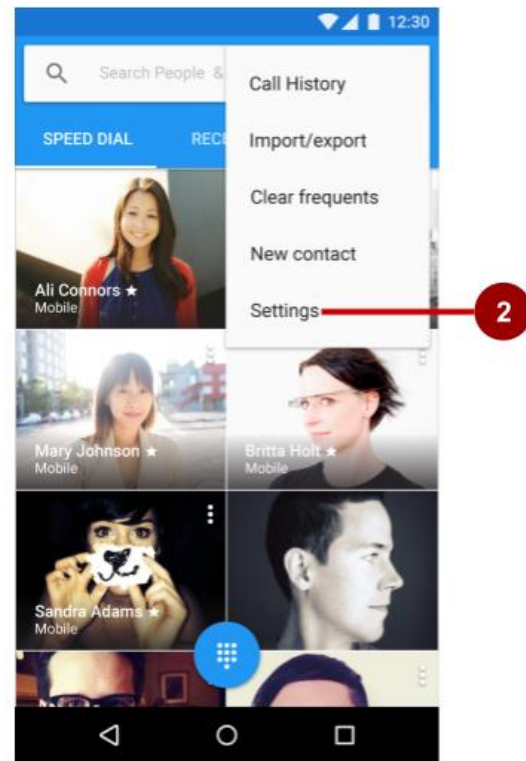 12:30
Search People &
Call History
SPEED DIAL
RECE
Import/export
Clear frequents
New contact
Settings
2
Ali Connors ★
Mobile
Mary Johnson ★
Mobile
Britta Holt ★
Mobile
Sandra Adams ★
Mobile